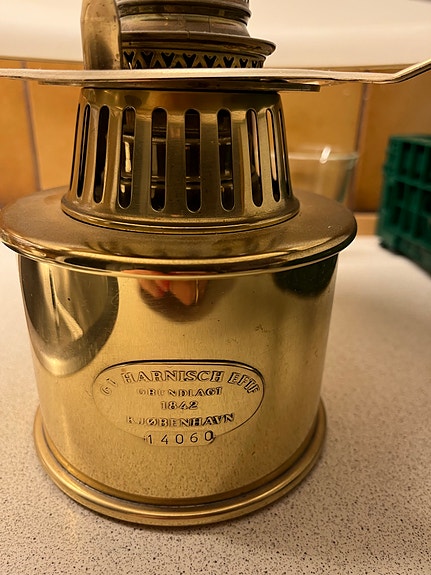 G. V. HARNISCH EFTF
GRUNDLAGT
1842
KJØBENHAVN
14060